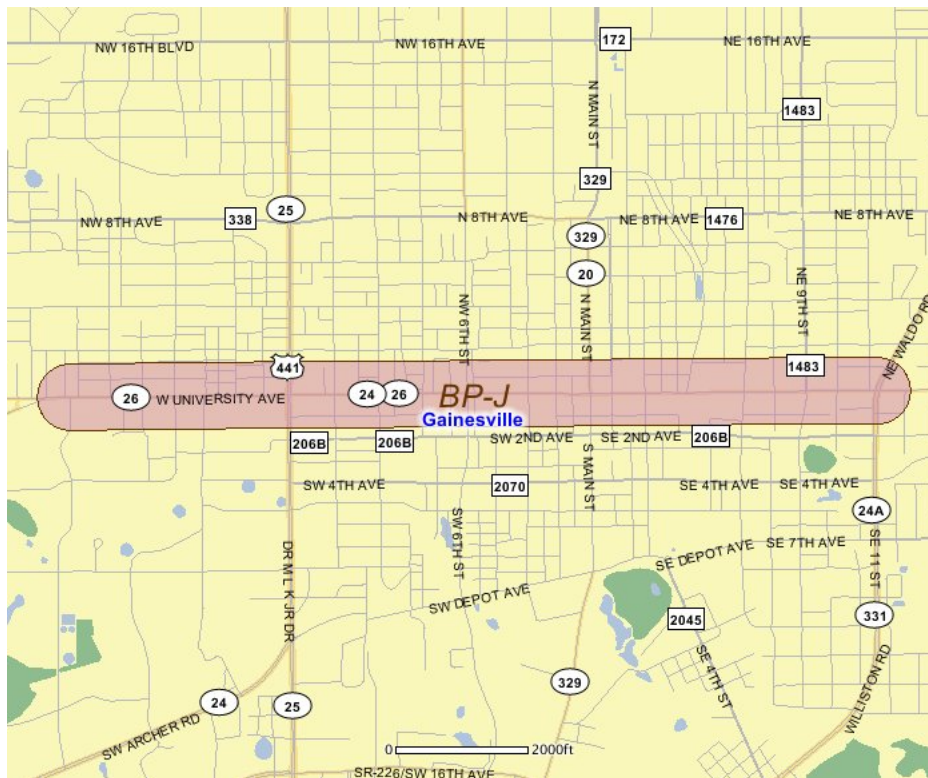 NW 16TH BLVD
NW 16TH AVE
172
NE 16TH AVE
1483
N MAIN ST
329
NW 8TH AVE
338
25
N 8TH AVE
NE 8TH AVE
1476
NE 8TH AVE
329
20
NE 9TH ST
NW 6TH ST
N MAIN ST
NE WALDO RD
441
1483
26
W UNIVERSITY AVE
24
26
BP-J
Gainesville
206B
206B
SW 2ND AVE
SE 2ND AVE
206B
SW 4TH AVE
2070
S MAIN ST
SE 4TH AVE
SE 4TH AVE
24A
SW 6TH ST
SE 7TH AVE
SE DEPOT AVE
SE 11 ST
DR M L K JR DR
SW DEPOT AVE
2045
331
SE 4TH ST
329
WILLISTON RD
24
25
SW ARCHER RD
0
2000ft
SR-226/SW 16TH AVE